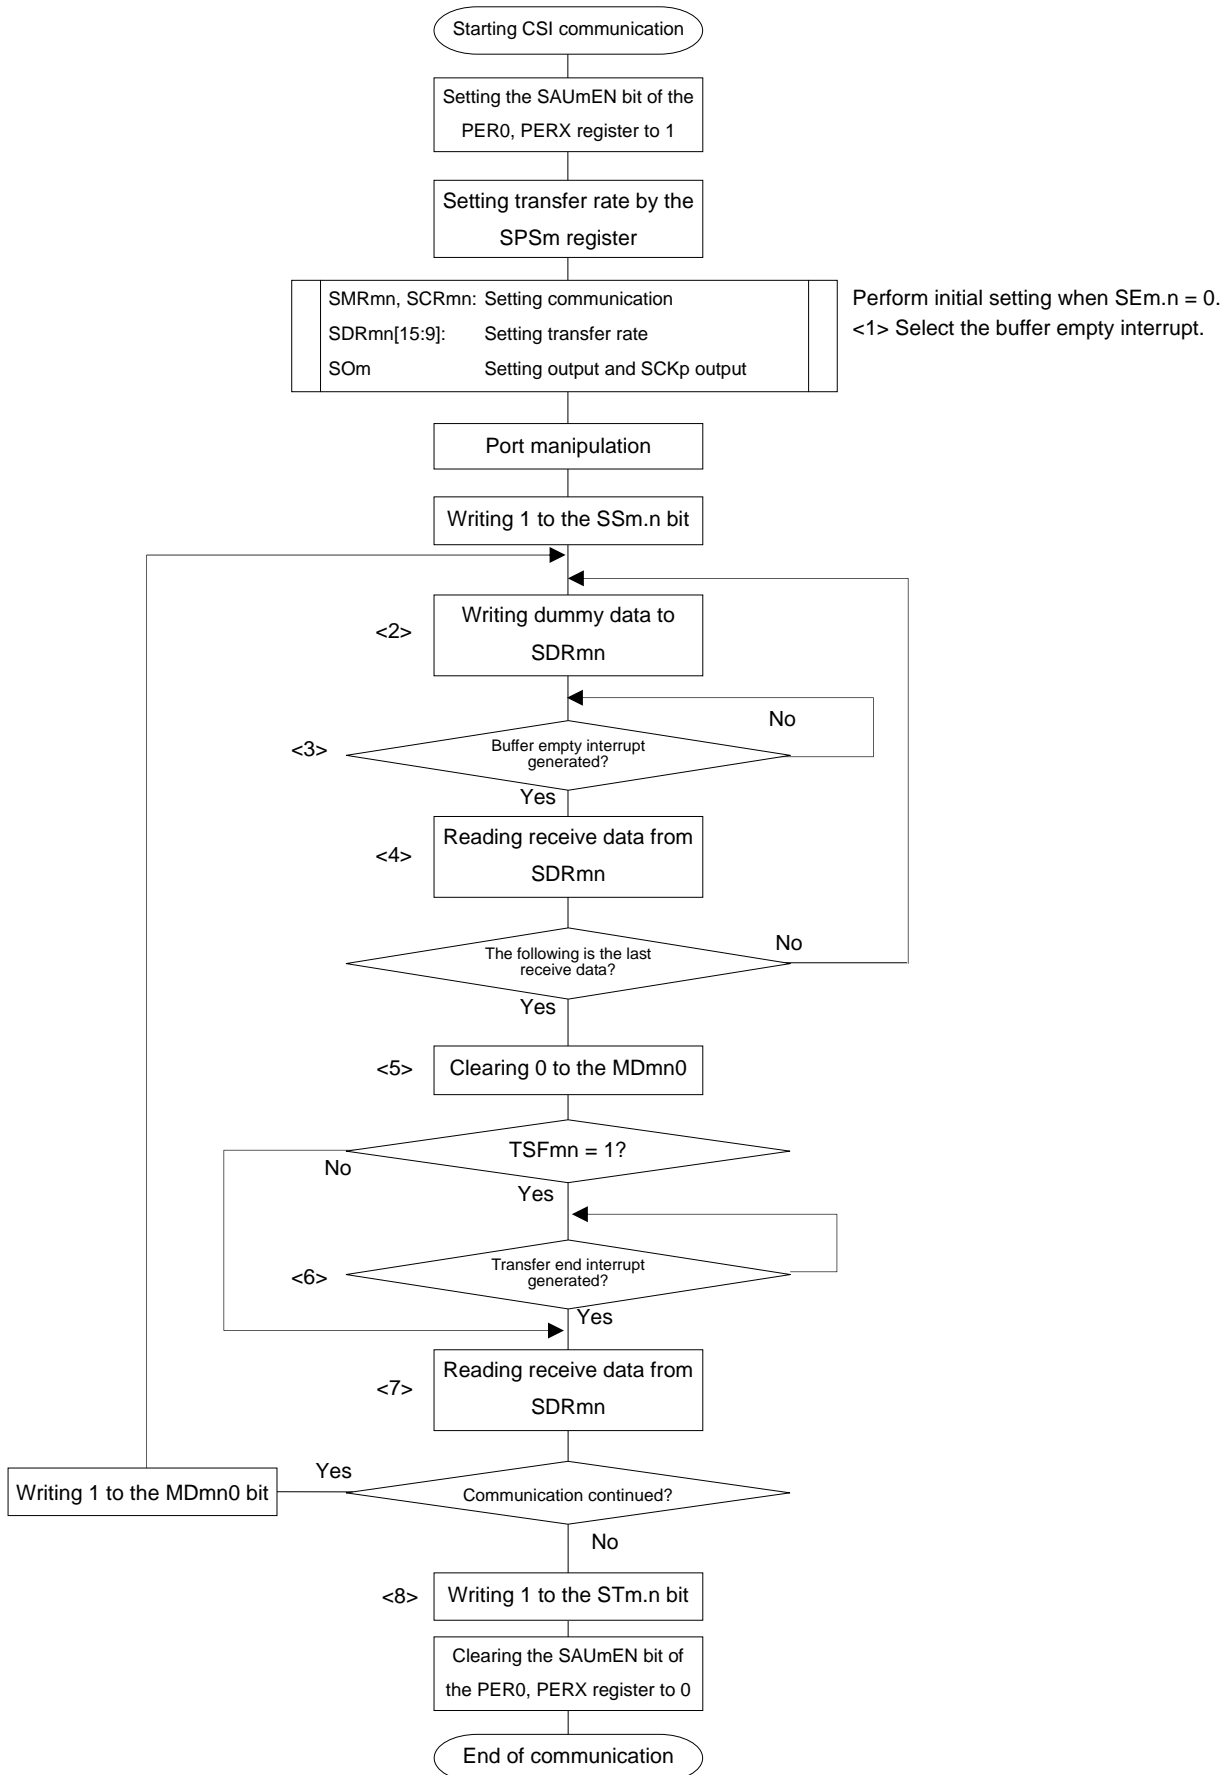 Starting CSI communication
Setting the SAUmEN bit of the
PER0, PERX register to 1
Setting transfer rate by the
SPSm register
SMRmn, SCRmn: Setting communication
SDRmn[15:9]: Setting transfer rate
SOm Setting output and SCKp output
Perform initial setting when SEm.n = 0.
<1> Select the buffer empty interrupt.
Port manipulation
Writing 1 to the SSm.n bit
<2>
Writing dummy data to
SDRmn
No
<3>
Buffer empty interrupt
generated?
Yes
<4>
Reading receive data from
SDRmn
No
The following is the last
receive data?
Yes
<5>
Clearing 0 to the MDmn0
TSFmn = 1?
No
Yes
<6>
Transfer end interrupt
generated?
Yes
<7>
Reading receive data from
SDRmn
Yes
Writing 1 to the MDmn0 bit
Communication continued?
No
<8>
Writing 1 to the STm.n bit
Clearing the SAUmEN bit of
the PER0, PERX register to 0
End of communication